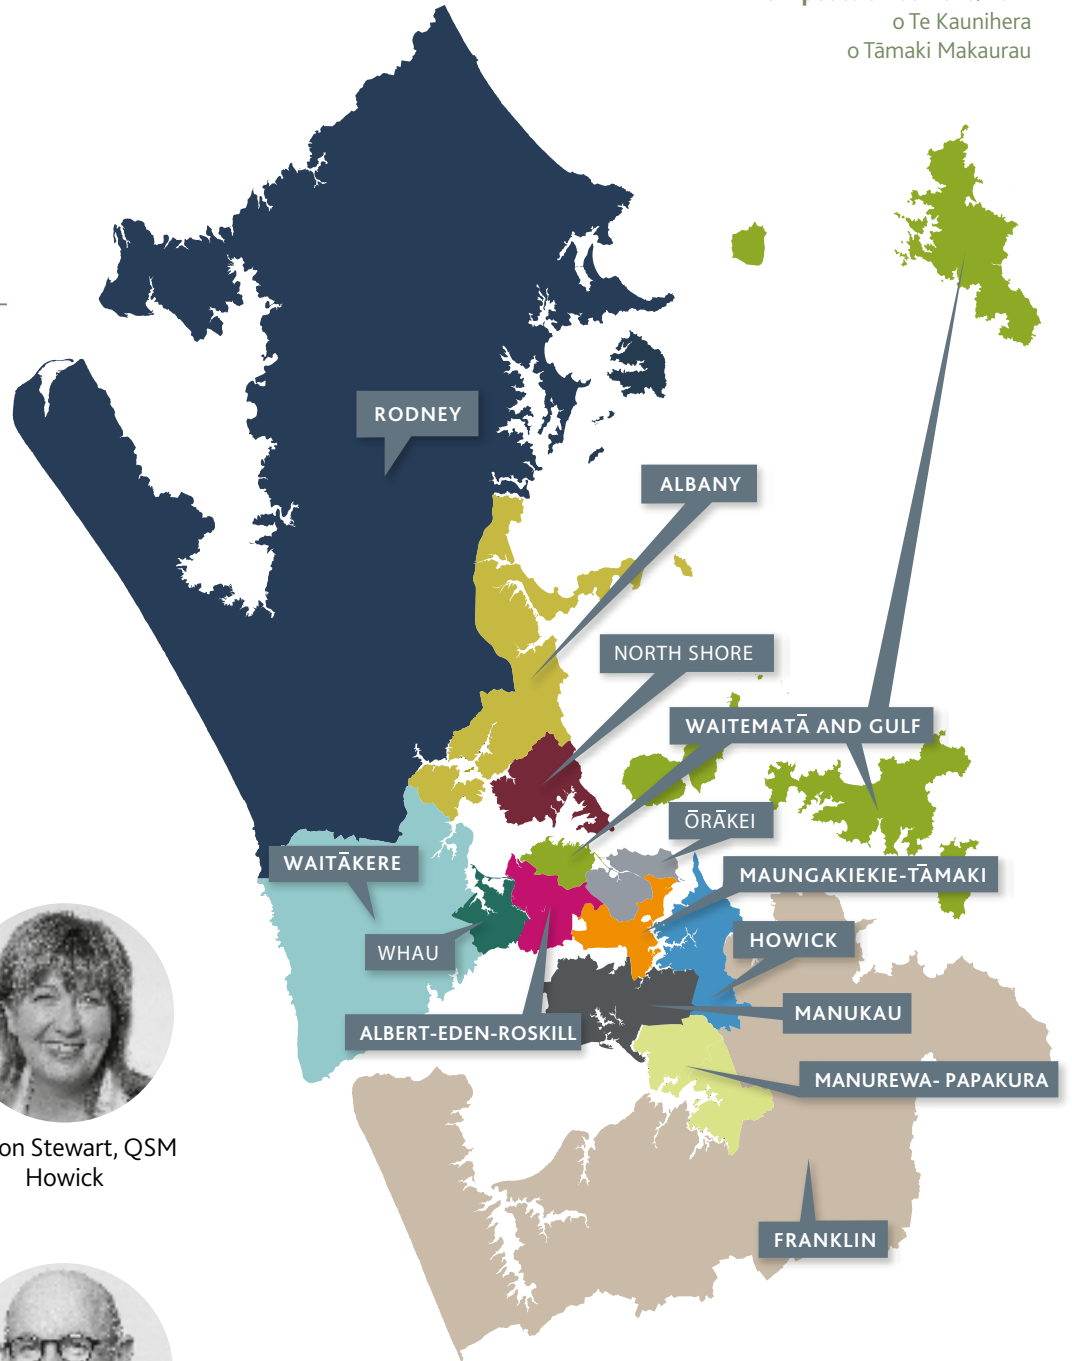 o Te Kaunihera
o Tāmaki Makaurau
RODNEY
ALBANY
NORTH SHORE
WAITEMATĀ AND GULF
ŌRĀKEI
WAITĀKERE
MAUNGAKIEKIE-TĀMAKI
HOWICK
WHAU
MANUKAU
ALBERT-EDEN-ROSKILL
MANUREWA- PAPAKURA
on Stewart, QSM
Howick
FRANKLIN